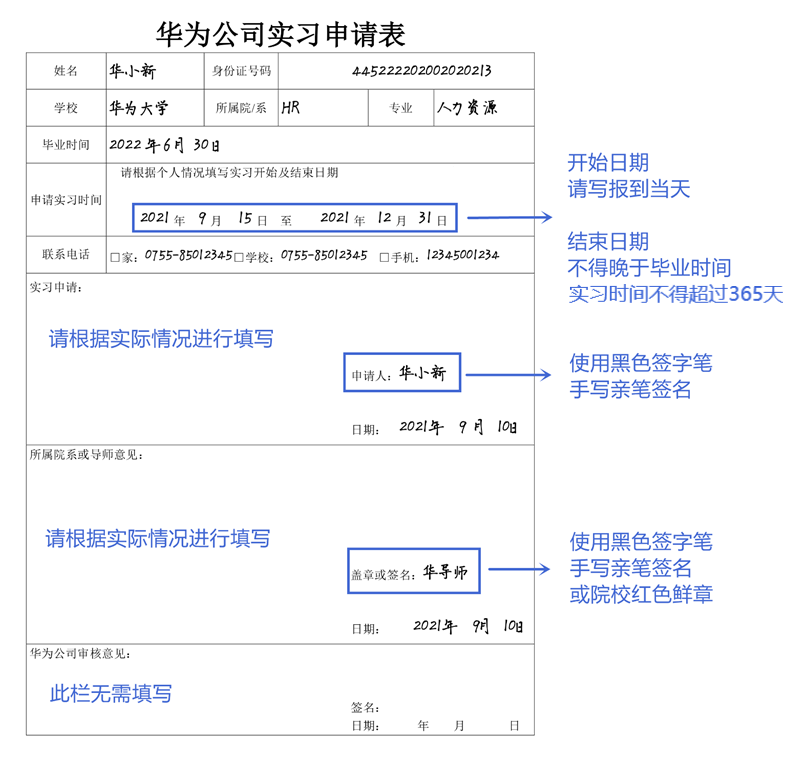 华为公司实习申请表
姓名 华小新 身份证号码 445222202002020213
学校 华为大学 所属院/系 HR 专业 人力资源
毕业时间 2022年6月30日
请根据个人情况填写实习开始及结束日期
申请实习时间 2021年 9月 15日 至 2021年 12月 31日
开始日期
请写报到当天
联系电话 □家：0755-85012345□学校：0755-85012345 □手机：12345001234
结束日期
不得晚于毕业时间
实习时间不得超过365天
实习申请：
请根据实际情况进行填写
申请人：华小新
使用黑色签字笔
手写亲笔签名
日期： 2021年 9月 10日
所属院系或导师意见：
请根据实际情况进行填写
盖章或签名：华导师
使用黑色签字笔
手写亲笔签名
或院校红色鲜章
日期： 2021年 9月 10日
华为公司审核意见：
此栏无需填写
签名：
日期： 年 月 日